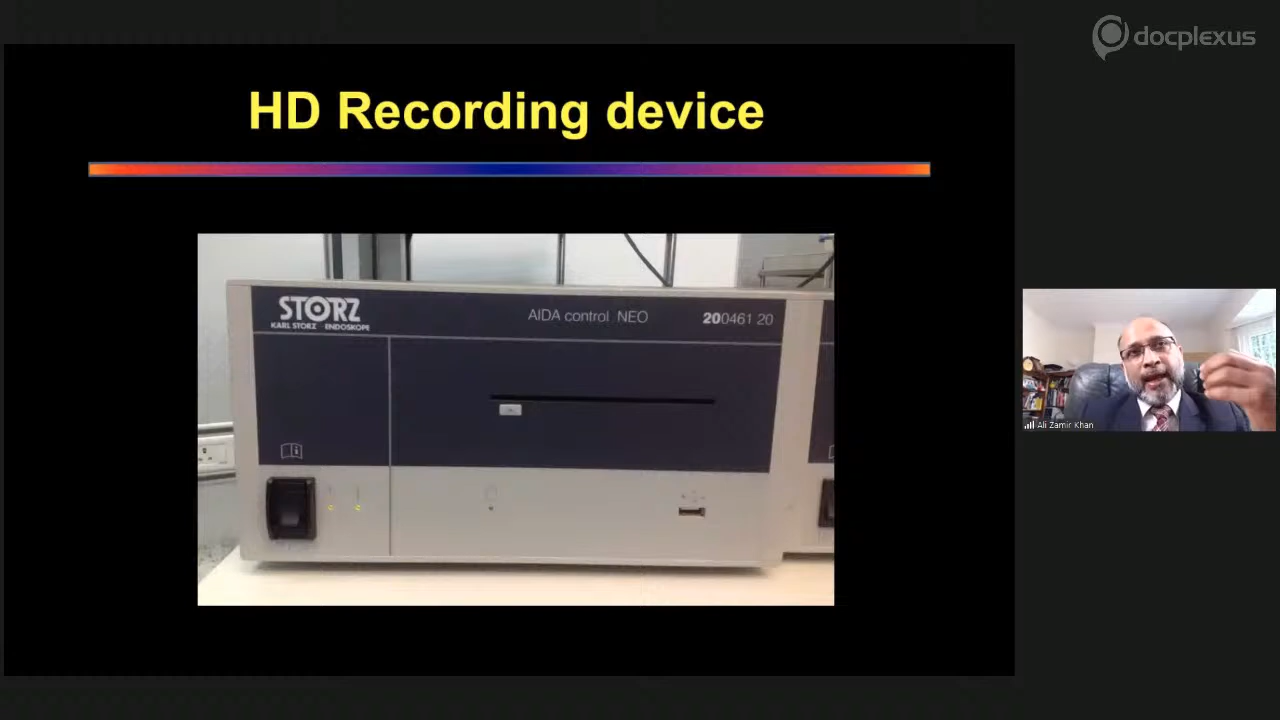 docplexus
HD Recording device
STORZ
KARL STORZ ENDOSKOPE
AIDA control NEO
200461 20
Ali Zamir Khan